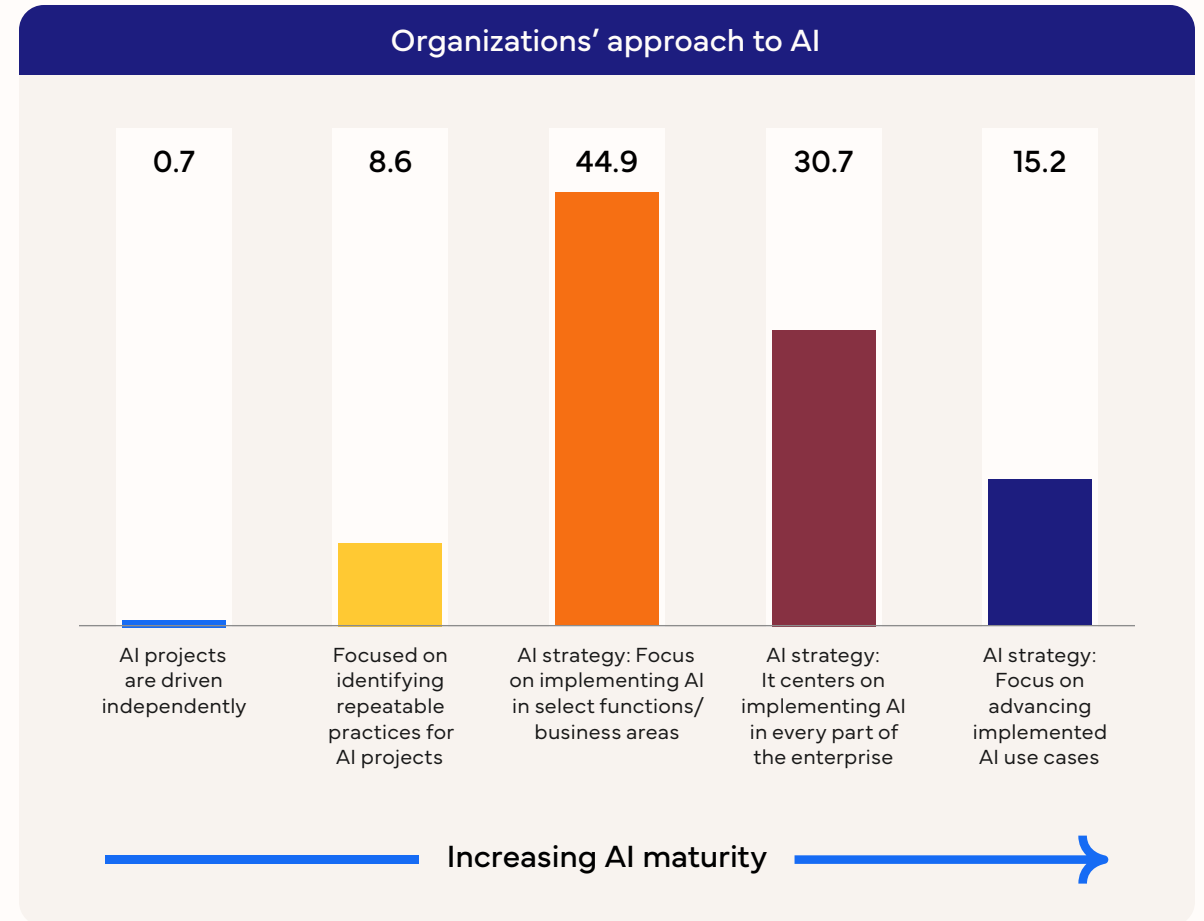 Organizations’ approach to AI
0.7
8.6
44.9
30.7
15.2
AI projects
are driven
independently
Focused on
identifying
repeatable
practices for
AI projects
AI strategy: Focus
on implementing AI
in select functions/
business areas
AI strategy:
It centers on
implementing AI
in every part of
the enterprise
AI strategy:
Focus on
advancing
implemented
AI use cases
Increasing AI maturity